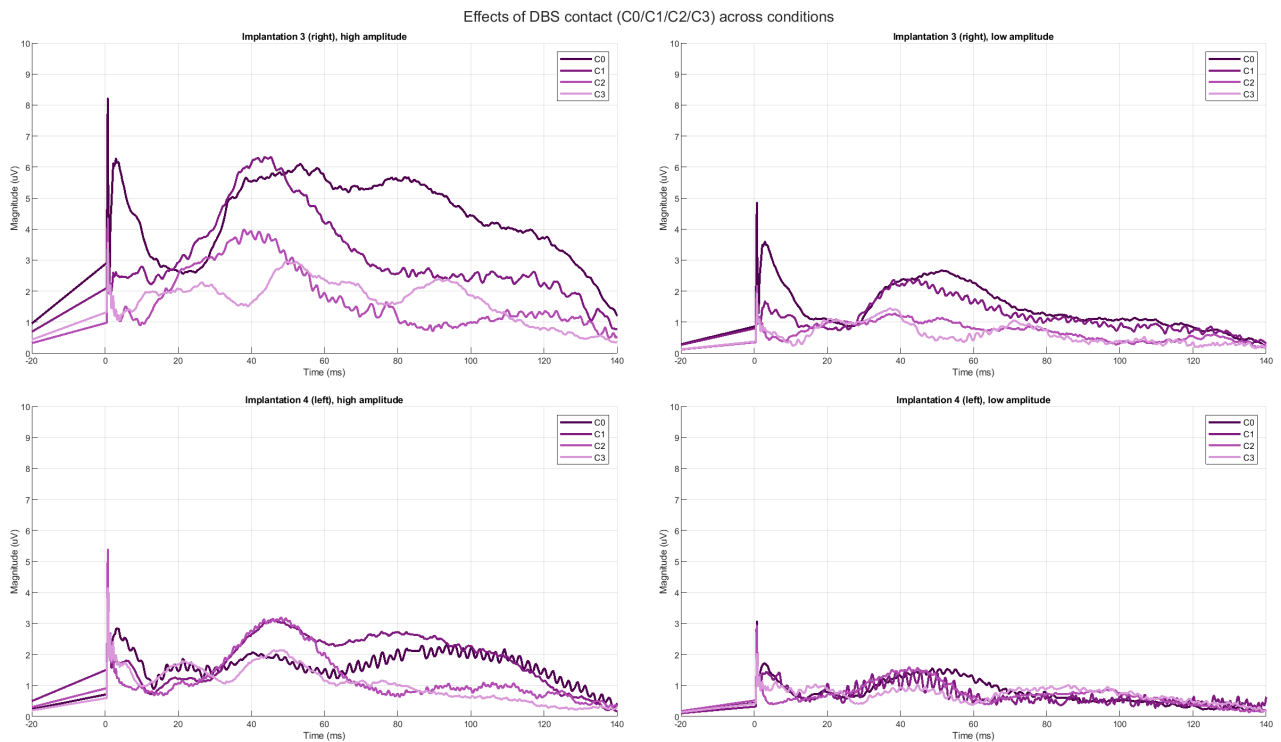 Effects of DBS contact (C0/C1/C2/C3) across conditions
Implantation 3 (right), high amplitude
10
9
8
7
6
5
4
3
2
1
0
Magnitude (uV)
-20 0 20 40 60 80 100 120 140
Time (ms)
C0
C1
C2
C3
Implantation 3 (right), low amplitude
10
9
8
7
6
5
4
3
2
1
0
Magnitude (uV)
-20 0 20 40 60 80 100 120 140
Time (ms)
C0
C1
C2
C3
Implantation 4 (left), high amplitude
10
9
8
7
6
5
4
3
2
1
0
Magnitude (uV)
-20 0 20 40 60 80 100 120 140
Time (ms)
C0
C1
C2
C3
Implantation 4 (left), low amplitude
10
9
8
7
6
5
4
3
2
1
0
Magnitude (uV)
-20 0 20 40 60 80 100 120 140
Time (ms)
C0
C1
C2
C3